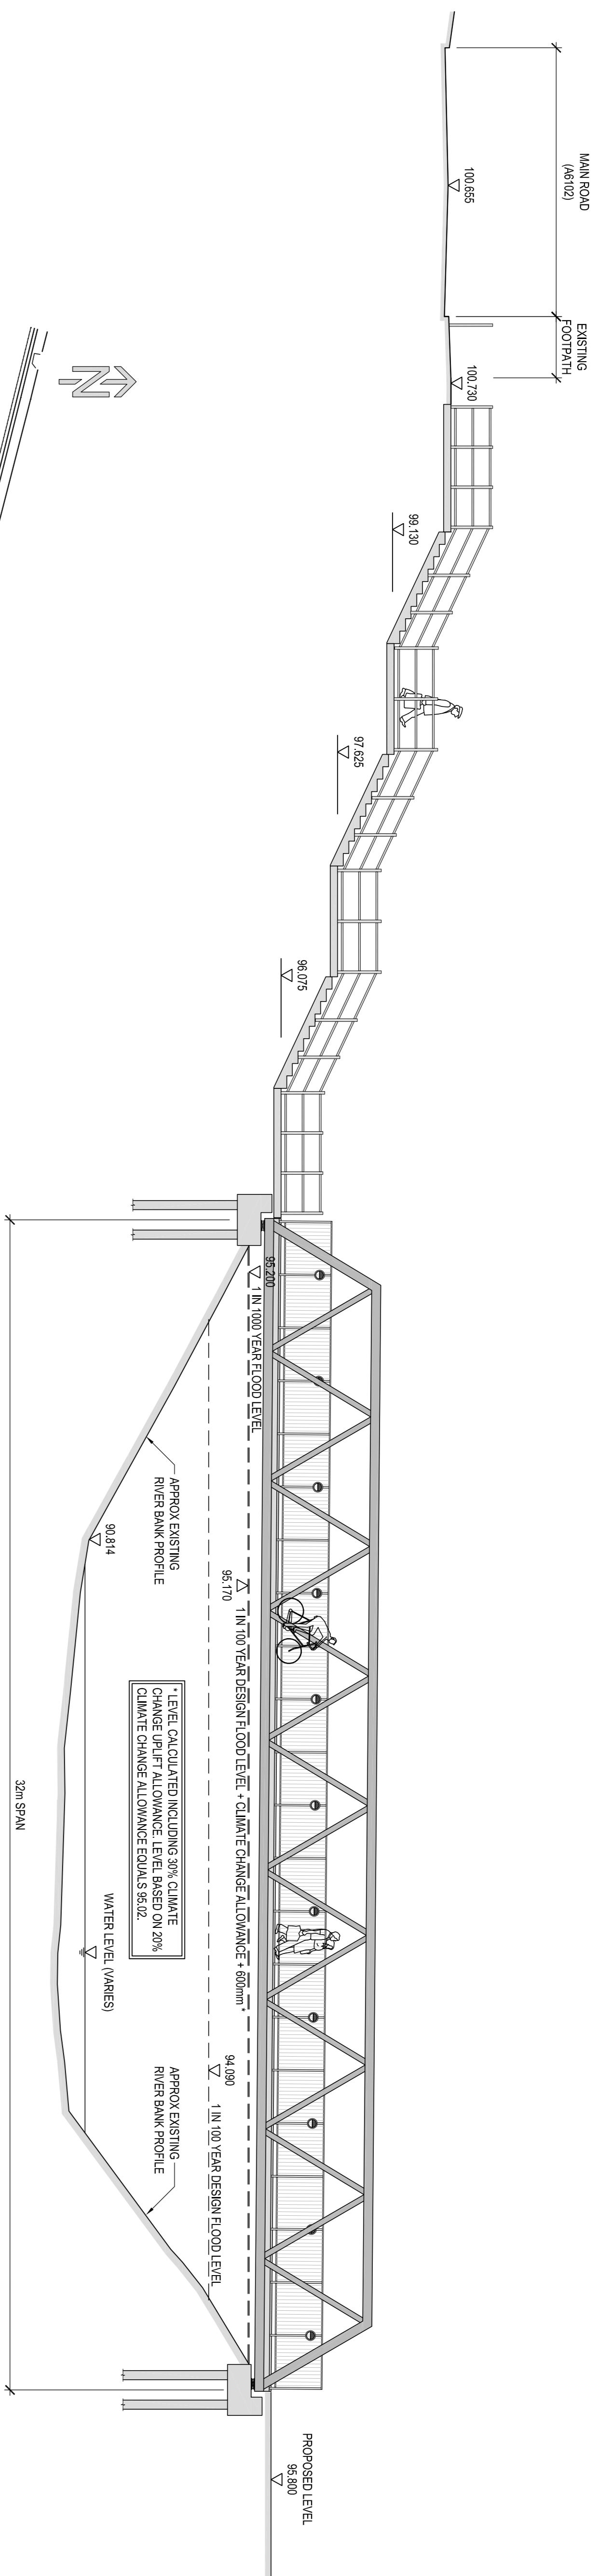 MAIN ROAD
(A6102)
EXISTING
FOOTPATH
100.655
100.730
99.130
97.625
96.075
N
95.200
1 IN 1000 YEAR FLOOD LEVEL
APPROX EXISTING
RIVER BANK PROFILE
90.814
95.170
1 IN 100 YEAR DESIGN FLOOD LEVEL + CLIMATE CHANGE ALLOWANCE + 600mm *
* LEVEL CALCULATED INCLUDING 30% CLIMATE
CHANGE UPLIFT ALLOWANCE. LEVEL BASED ON 20%
CLIMATE CHANGE ALLOWANCE EQUALS 95.02.
WATER LEVEL (VARIES)
94.090
1 IN 100 YEAR DESIGN FLOOD LEVEL
APPROX EXISTING
RIVER BANK PROFILE
32m SPAN
PROPOSED LEVEL
95.800